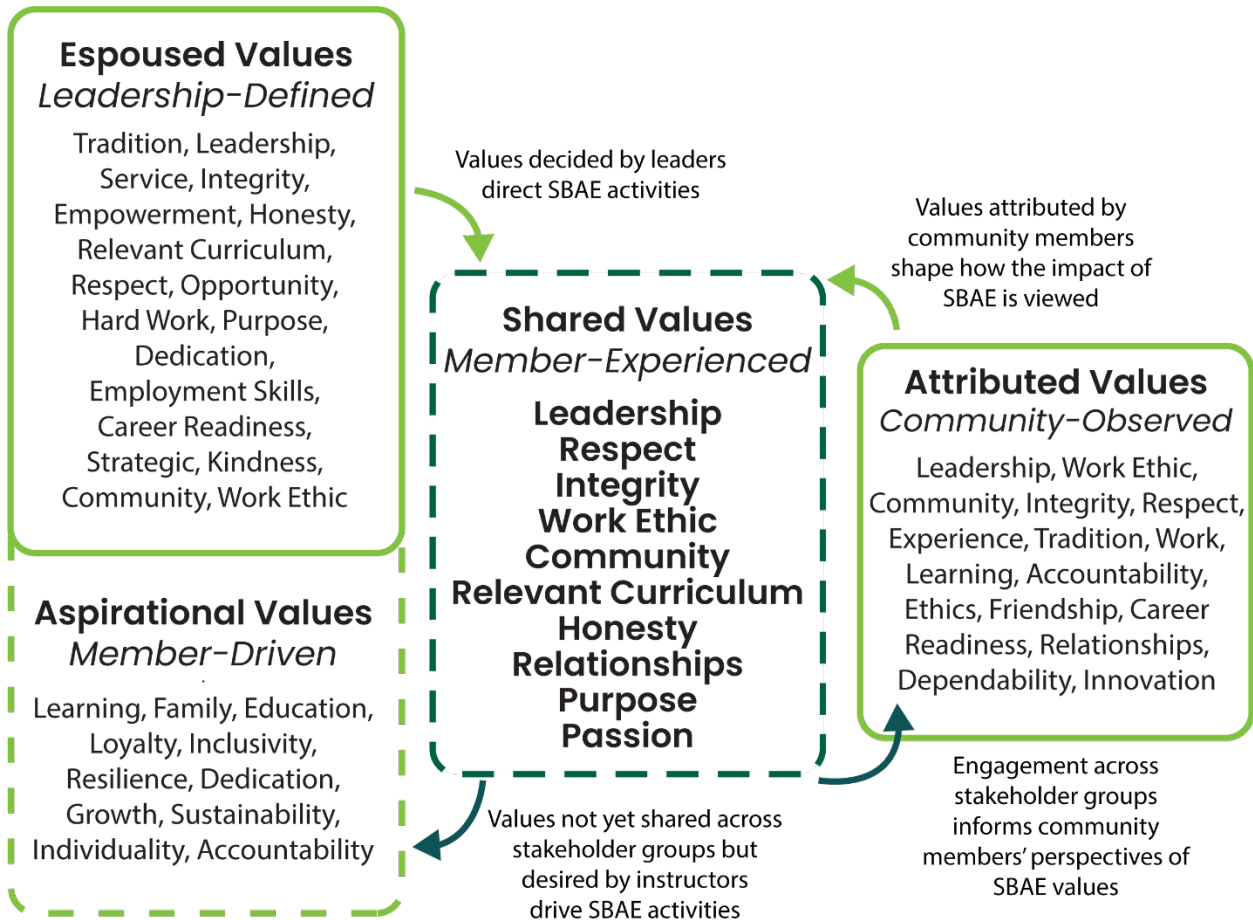 Espoused Values
Leadership-Defined
Tradition, Leadership,
Service, Integrity,
Empowerment, Honesty,
Relevant Curriculum,
Respect, Opportunity,
Hard Work, Purpose,
Dedication,
Employment Skills,
Career Readiness,
Strategic, Kindness,
Community, Work Ethic
Aspirational Values
Member-Driven
Learning, Family, Education,
Loyalty, Inclusivity,
Resilience, Dedication,
Growth, Sustainability,
Individuality, Accountability
Values decided by leaders
direct SBAE activities
Shared Values
Member-Experienced
Leadership
Respect
Integrity
Work Ethic
Community
Relevant Curriculum
Honesty
Relationships
Purpose
Passion
Values not yet shared across
stakeholder groups but
desired by instructors
drive SBAE activities
Values attributed by
community members
shape how the impact of
SBAE is viewed
Attributed Values
Community-Observed
Leadership, Work Ethic,
Community, Integrity, Respect,
Experience, Tradition, Work,
Learning, Accountability,
Ethics, Friendship, Career
Readiness, Relationships,
Dependability, Innovation
Engagement across
stakeholder groups
informs community
members’ perspectives of
SBAE values